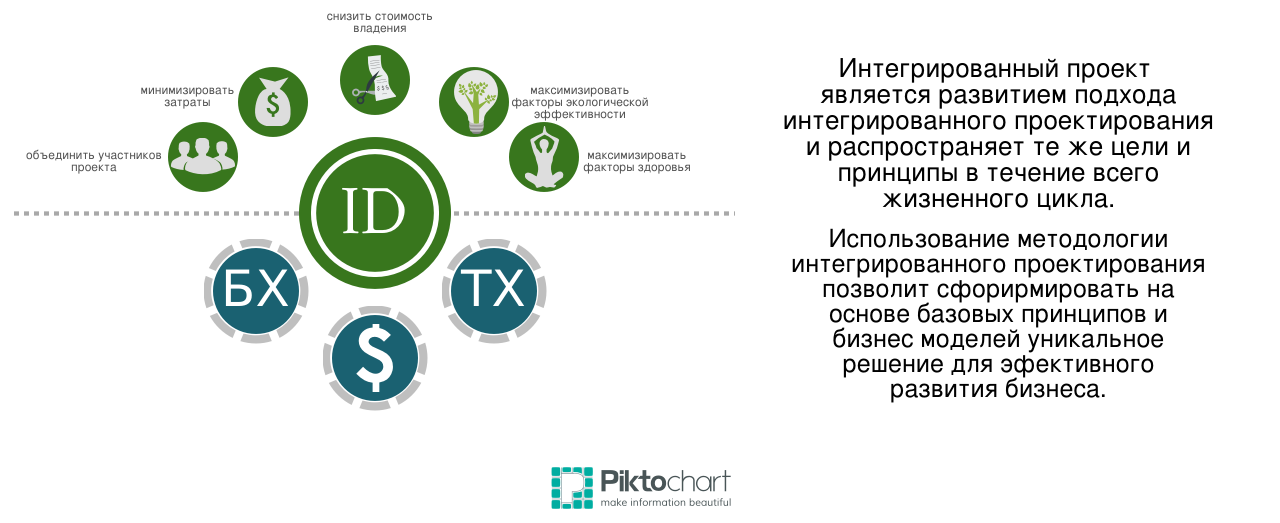 снизить стоимость
владения
минимизировать
затраты
$
$ $ %
максимизировать
факторы экологической
эффективности
объединить участников
проекта
максимизировать
факторы здоровья
ID
БХ
ТХ
$
Интегрированный проект
является развитием подхода
интегрированного проектирования
и распространяет те же цели и
принципы в течение всего
жизненного цикла.
Использование методологии
интегрированного проектирования
позволит сфорирмировать на
основе базовых принципов и
бизнес моделей уникальное
решение для эфективного
развития бизнеса.
Piktochart
make information beautiful